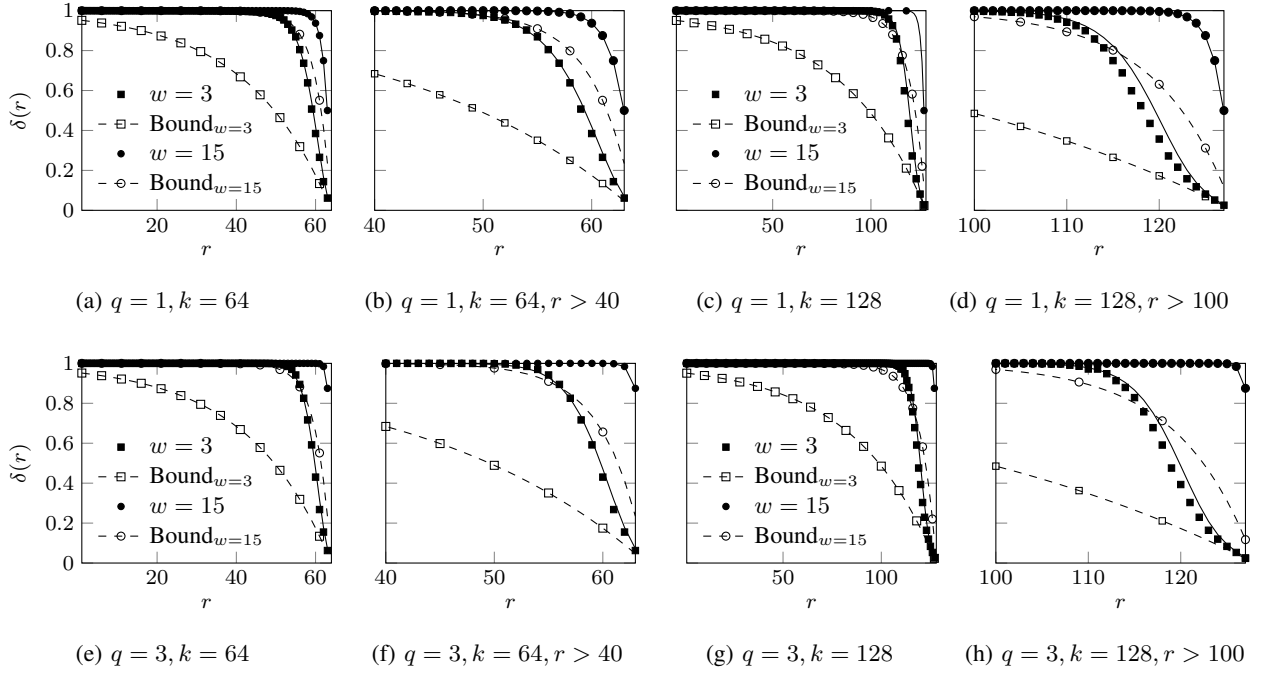 δ(r)
1
0.8
0.6
0.4
0.2
0
w = 3
Bound_{w=3}
w = 15
Bound_{w=15}
20 40 60
r
40 50 60
r
50 100
r
100 110 120
r
(a) q = 1, k = 64
(b) q = 1, k = 64, r > 40
(c) q = 1, k = 128
(d) q = 1, k = 128, r > 100
w = 3
Bound_{w=3}
w = 15
Bound_{w=15}
δ(r)
1
0.8
0.6
0.4
0.2
0
w = 3
Bound_{w=3}
w = 15
Bound_{w=15}
20 40 60
r
40 50 60
r
w = 3
Bound_{w=3}
w = 15
Bound_{w=15}
50 100
r
100 110 120
r
(e) q = 3, k = 64
(f) q = 3, k = 64, r > 40
(g) q = 3, k = 128
(h) q = 3, k = 128, r > 100